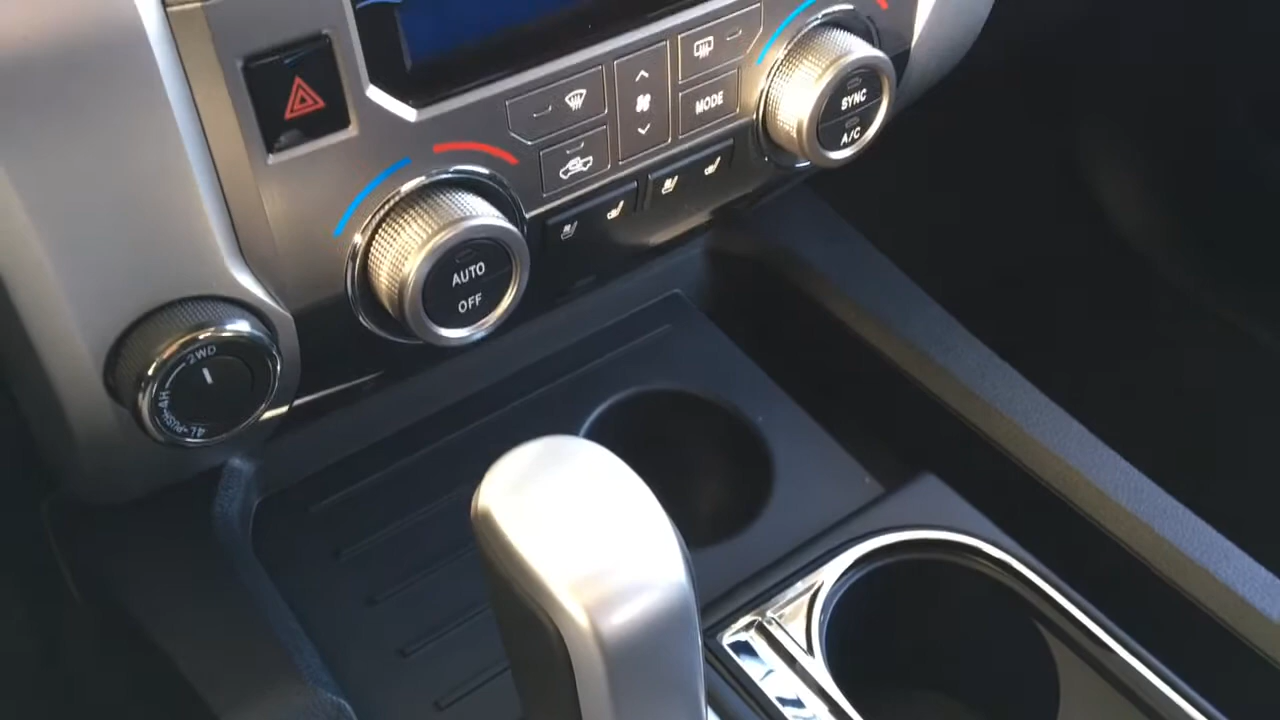 MODE
SYNC
A/C
AUTO
OFF
2WD
4H
4L-PUSH-